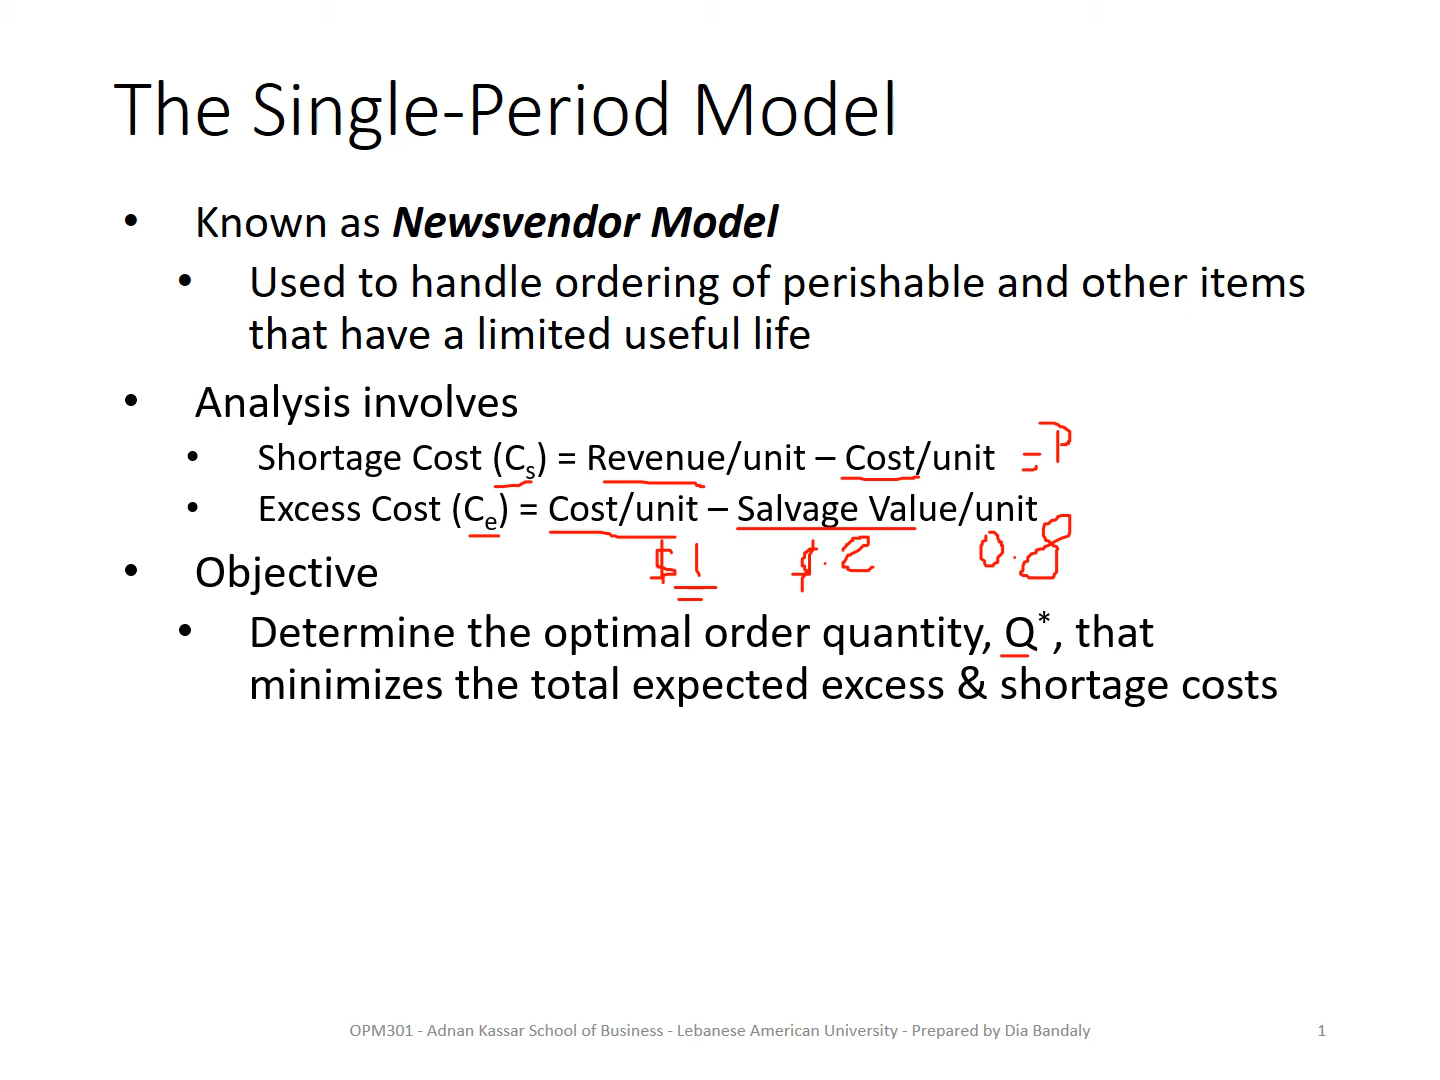 The Single-Period Model
• Known as Newsvendor Model
• Used to handle ordering of perishable and other items
that have a limited useful life
• Analysis involves
• Shortage Cost (Cs) = Revenue/unit – Cost/unit = P
• Excess Cost (Ce) = Cost/unit – Salvage Value/unit
$1 $.2 0.8
• Objective
• Determine the optimal order quantity, Q*, that
minimizes the total expected excess & shortage costs
OPM301 - Adnan Kassar School of Business - Lebanese American University - Prepared by Dia Bandaly 1